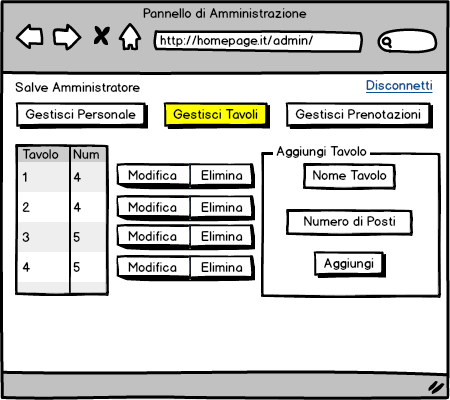 Pannello di Amministrazione
http://homepage.it/admin/
Salve Amministratore
Disconnetti
Gestisci Personale
Gestisci Tavoli
Gestisci Prenotazioni
Tavolo Num
1 4
2 4
3 5
4 5
Modifica Elimina
Modifica Elimina
Modifica Elimina
Modifica Elimina
Aggiungi Tavolo
Nome Tavolo
Numero di Posti
Aggiungi